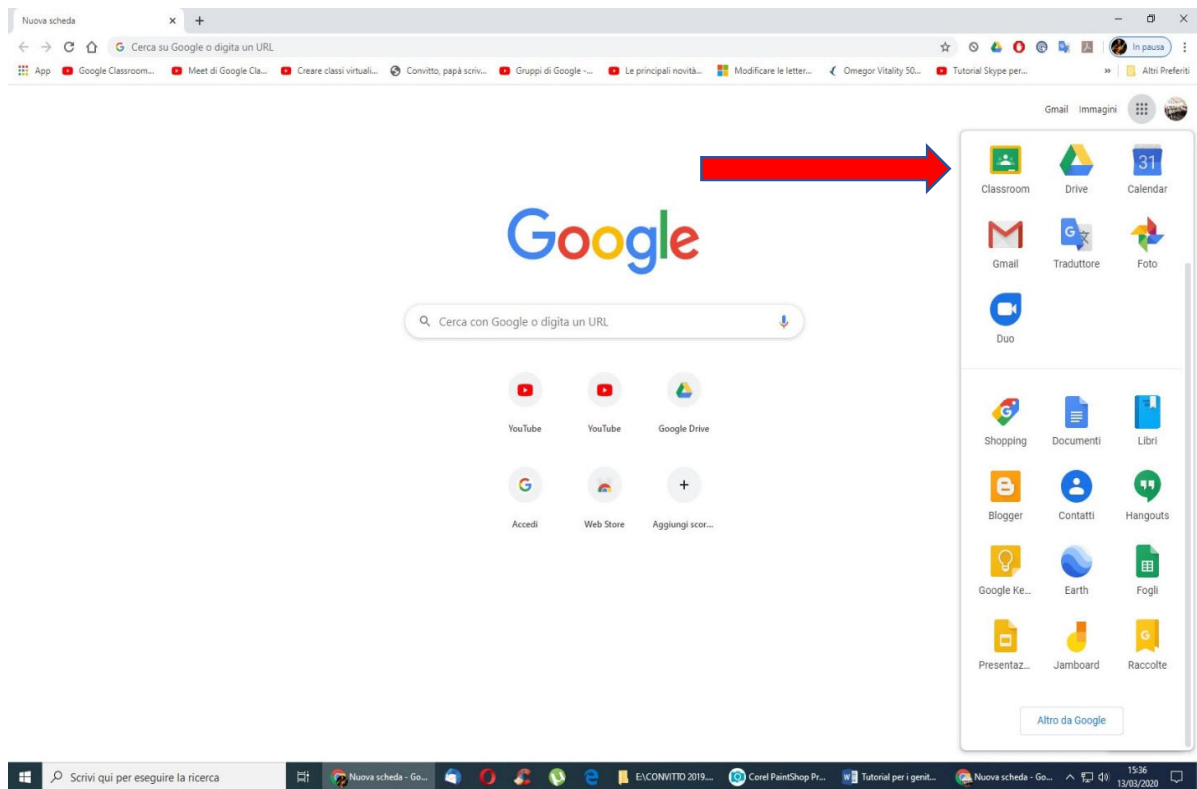 Nuova scheda
Cerca su Google o digita un URL
In pausa
App Google Classroom... Meet di Google Cla... Creare classi virtuali... Convitto, papà scriv... Gruppi di Google -... Le principali novità... Modificare le letter... Omegor Vitality 50... Tutorial Skype per... » Altri Preferiti
Gmail Immagini
Classroom Drive 31 Calendar
Google
Gmail Traduttore Foto
Cerca con Google o digita un URL
Duo
YouTube YouTube Google Drive
Shopping Documenti Libri
Accedi Web Store Aggiungi scor...
Blogger Contatti Hangouts
Google Ke... Earth Fogli
Presentaz... Jamboard Raccolte
Altro da Google
Scrivi qui per eseguire la ricerca Nuova scheda - Go... E:\CONVITTO 2019.... Corel PaintShop Pr... Tutorial per i genit... Nuova scheda - Go... 15:36
13/03/2020